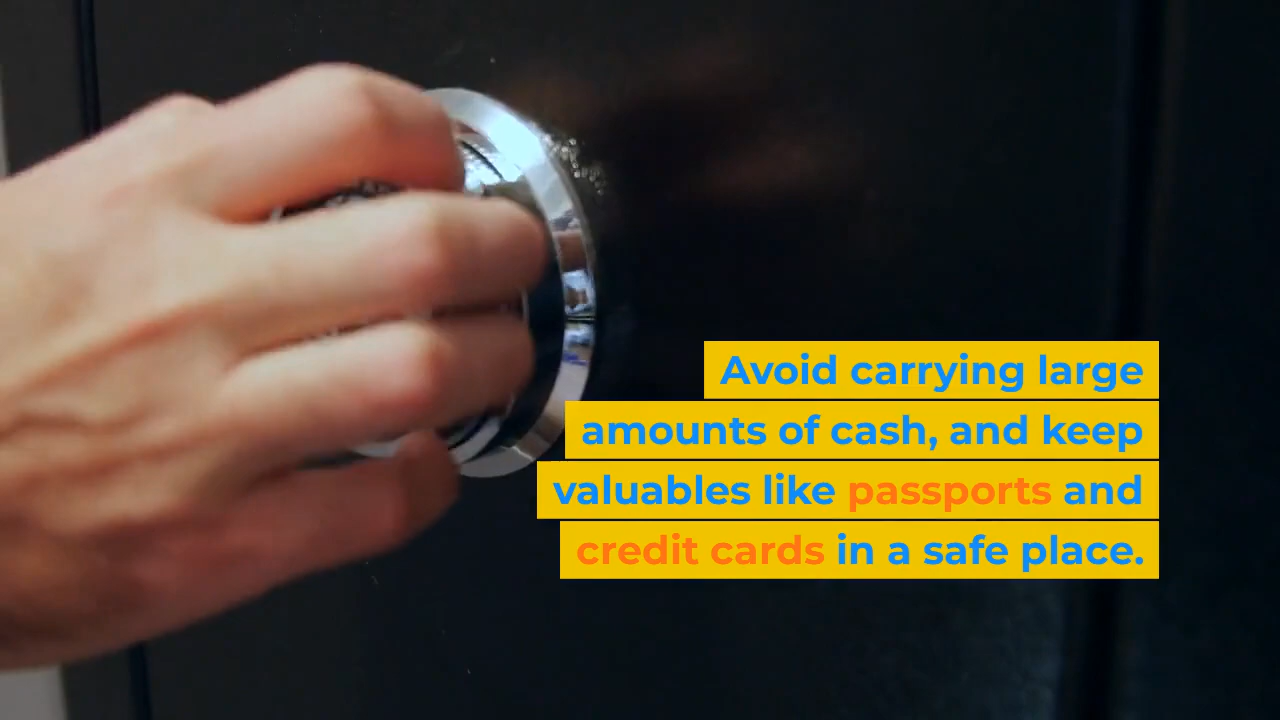 Avoid carrying large
amounts of cash, and keep
valuables like passports and
credit cards in a safe place.